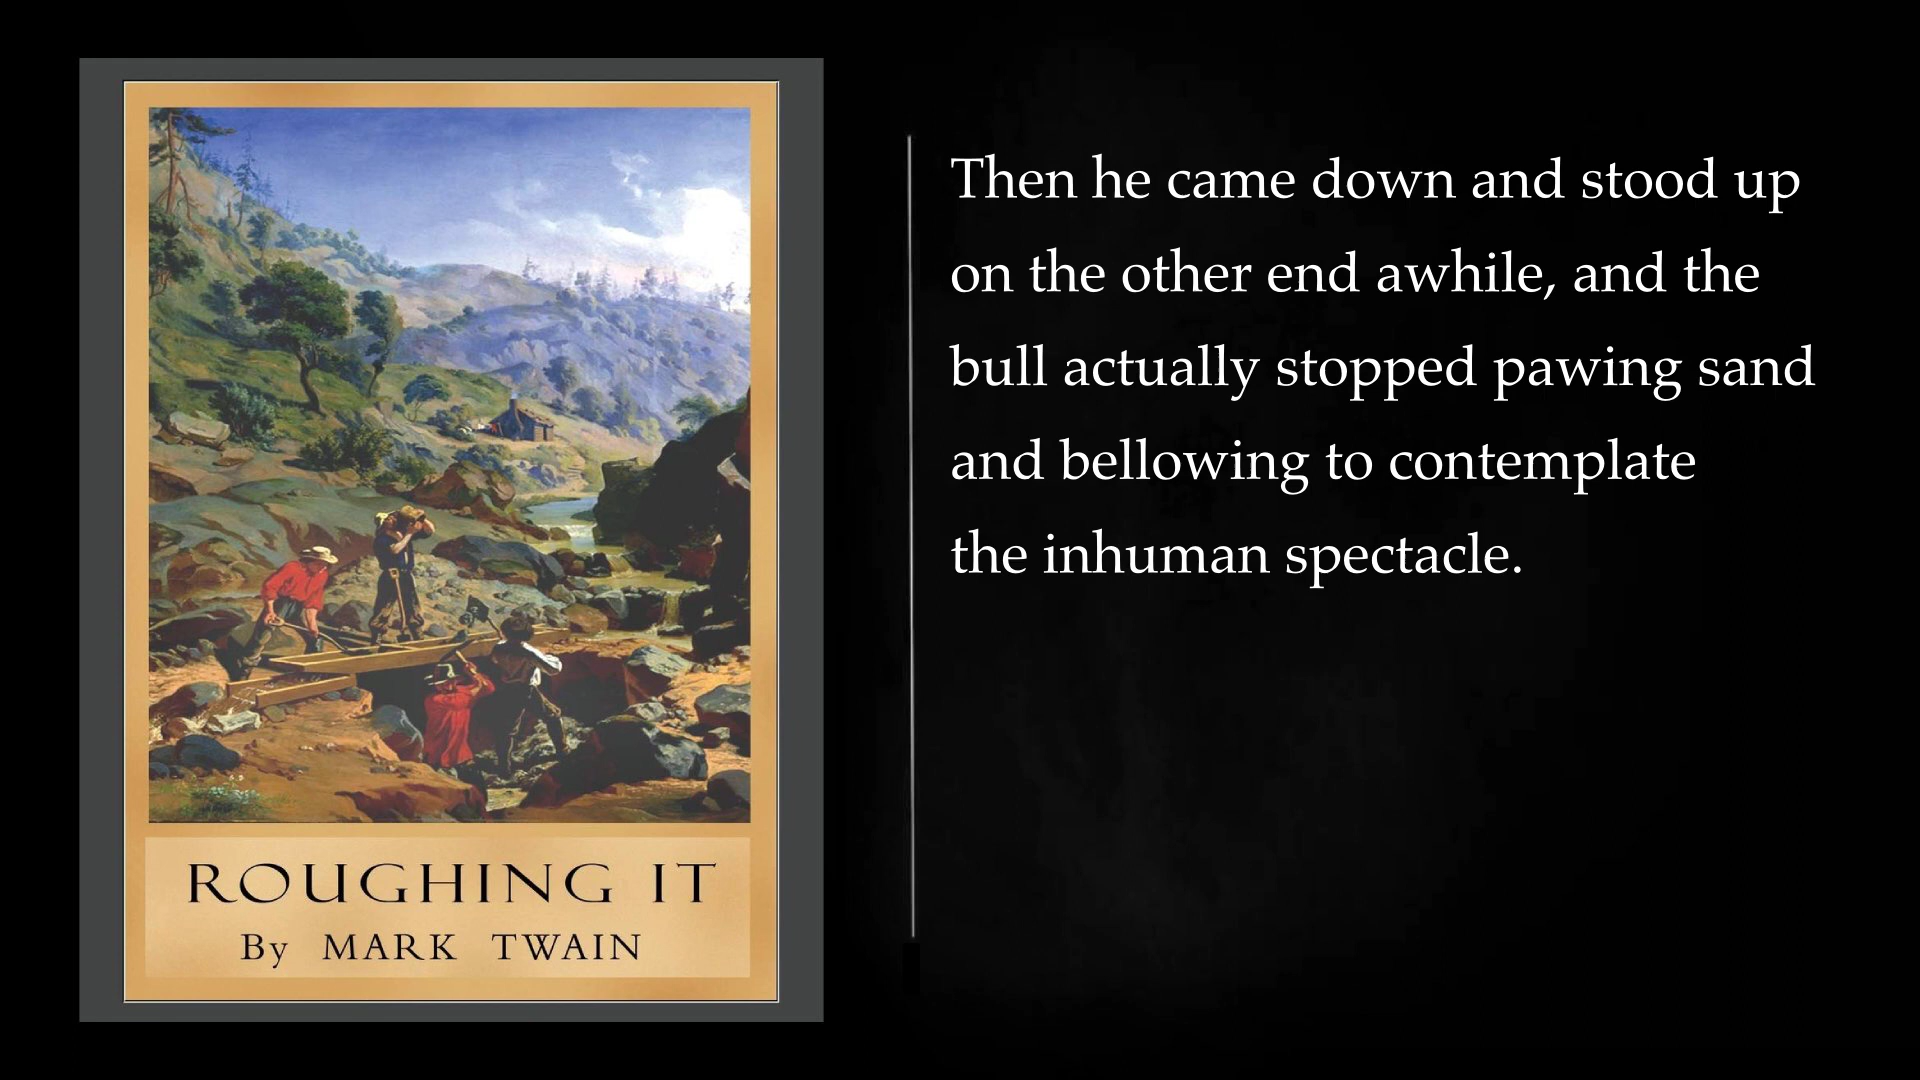 ROUGHING IT
By MARK TWAIN
Then he came down and stood up
on the other end awhile, and the
bull actually stopped pawing sand
and bellowing to contemplate
the inhuman spectacle.